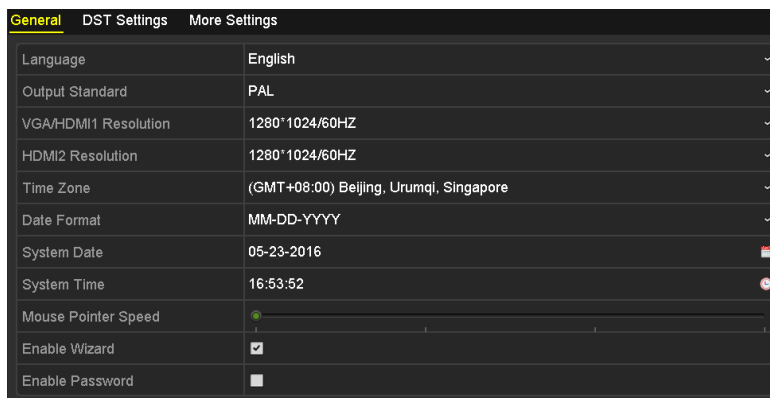 General DST Settings More Settings
Language English
Output Standard PAL
VGA/HDMI1 Resolution 1280*1024/60HZ
HDMI2 Resolution 1280*1024/60HZ
Time Zone (GMT+08:00) Beijing, Urumqi, Singapore
Date Format MM-DD-YYYY
System Date 05-23-2016
System Time 16:53:52
Mouse Pointer Speed
Enable Wizard
Enable Password